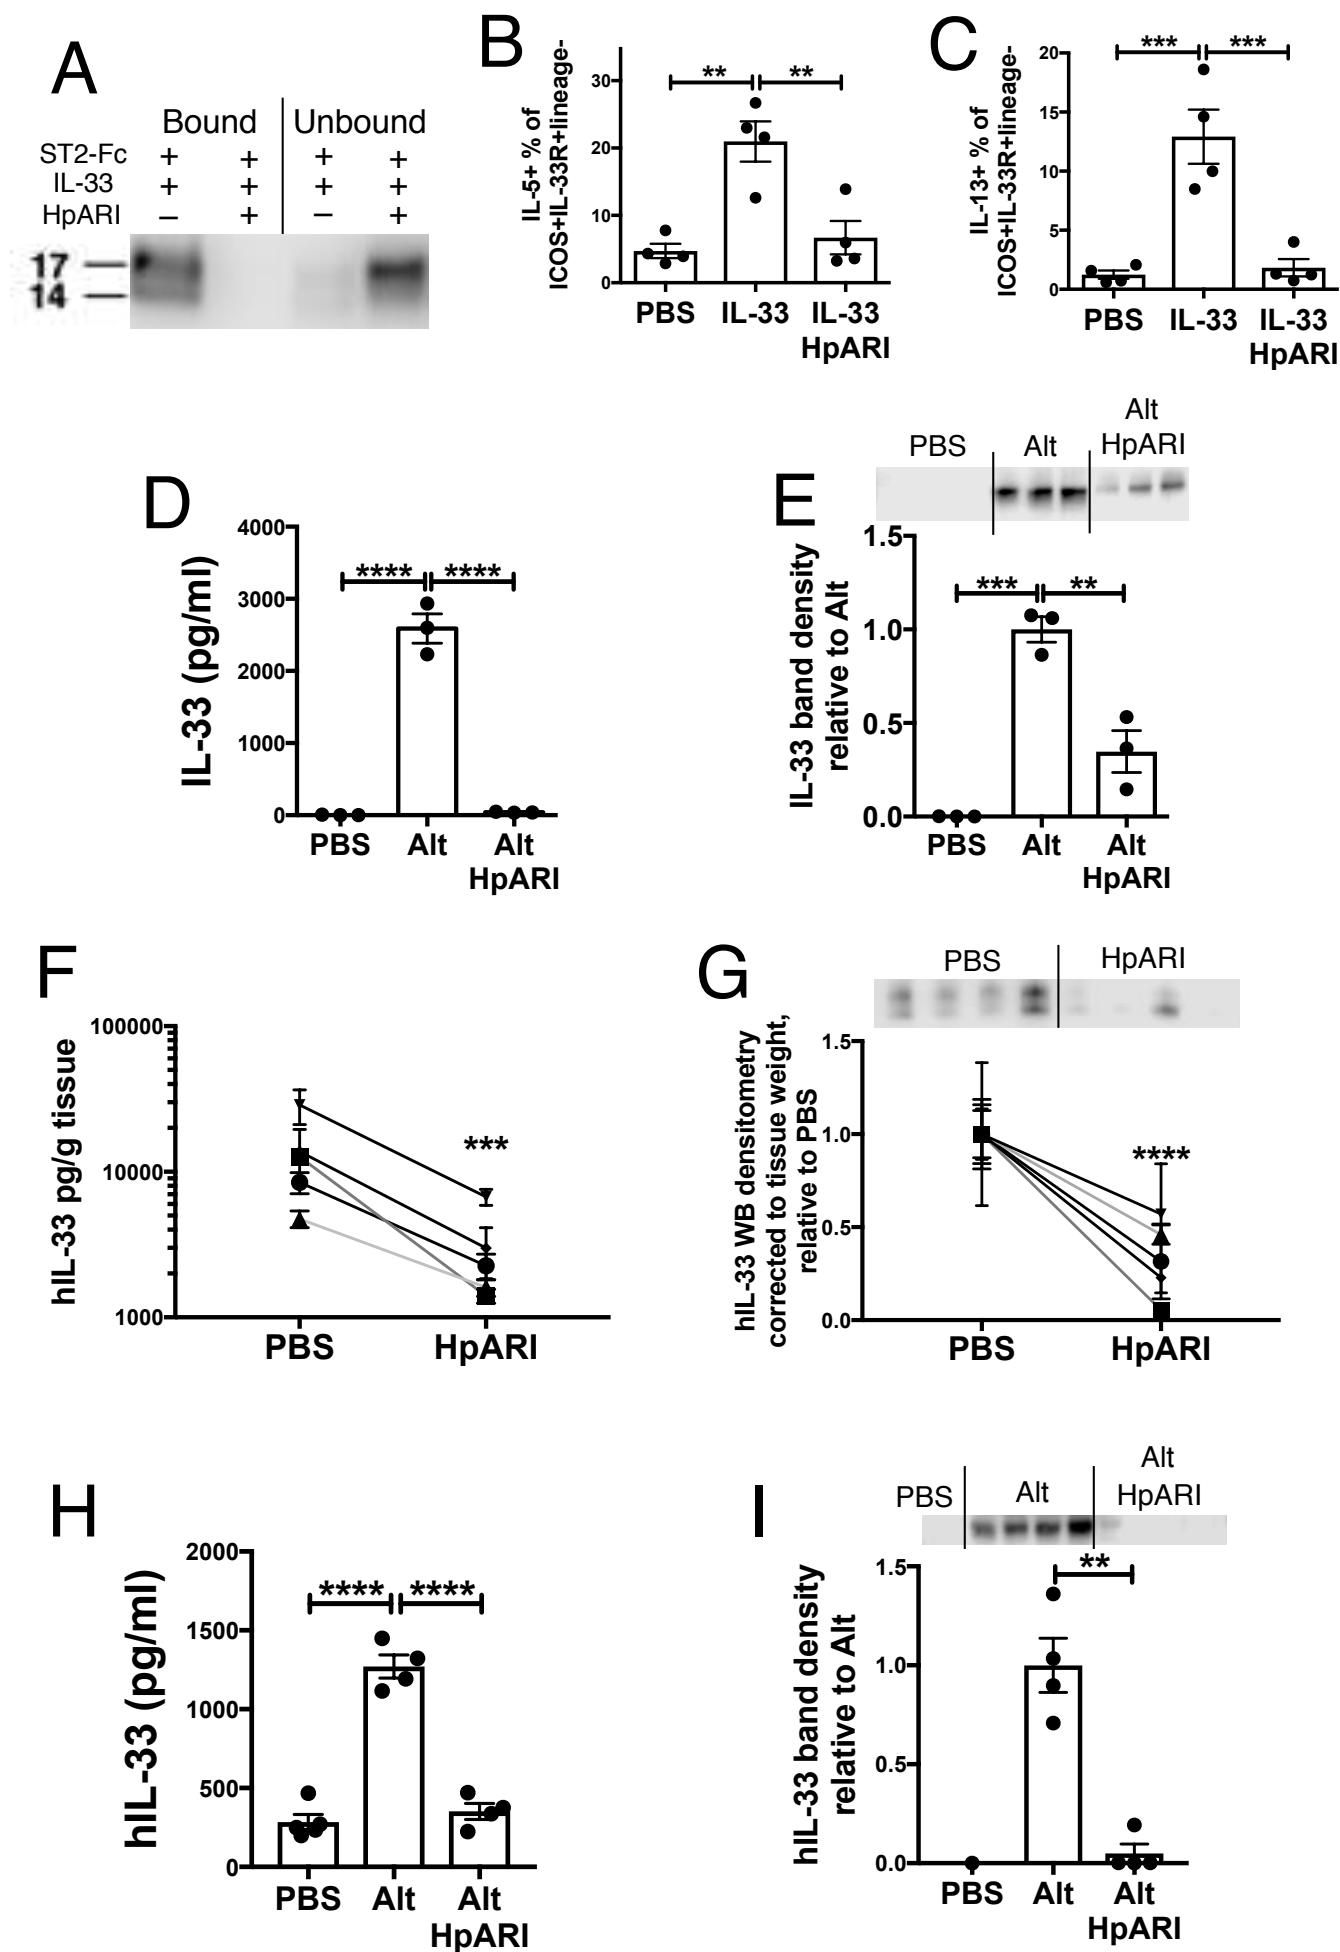 A
Bound Unbound
ST2-Fc + + + +
IL-33 + + + +
HpARI – + – +
17
14
B
IL-5+ % of
ICOS+IL-33R+lineage-
** **
30
20
10
0
PBS IL-33 IL-33
HpARI
C
IL-13+ % of
ICOS+IL-33R+lineage-
*** ***
20
15
10
5
0
PBS IL-33 IL-33
HpARI
D
IL-33 (pg/ml)
**** ****
4000
3000
2000
1000
0
PBS Alt Alt
HpARI
E
PBS Alt Alt
HpARI
IL-33 band density
relative to Alt
*** **
1.5
1.0
0.5
0.0
PBS Alt Alt
HpARI
F
hIL-33 pg/g tissue
***
100000
10000
1000
PBS HpARI
G
PBS HpARI
hIL-33 WB densitometry
corrected to tissue weight,
relative to PBS
****
1.5
1.0
0.5
0.0
PBS HpARI
H
hIL-33 (pg/ml)
**** ****
2000
1500
1000
500
0
PBS Alt Alt
HpARI
I
PBS Alt Alt
HpARI
hIL-33 band density
relative to Alt
**
1.5
1.0
0.5
0.0
PBS Alt Alt
HpARI